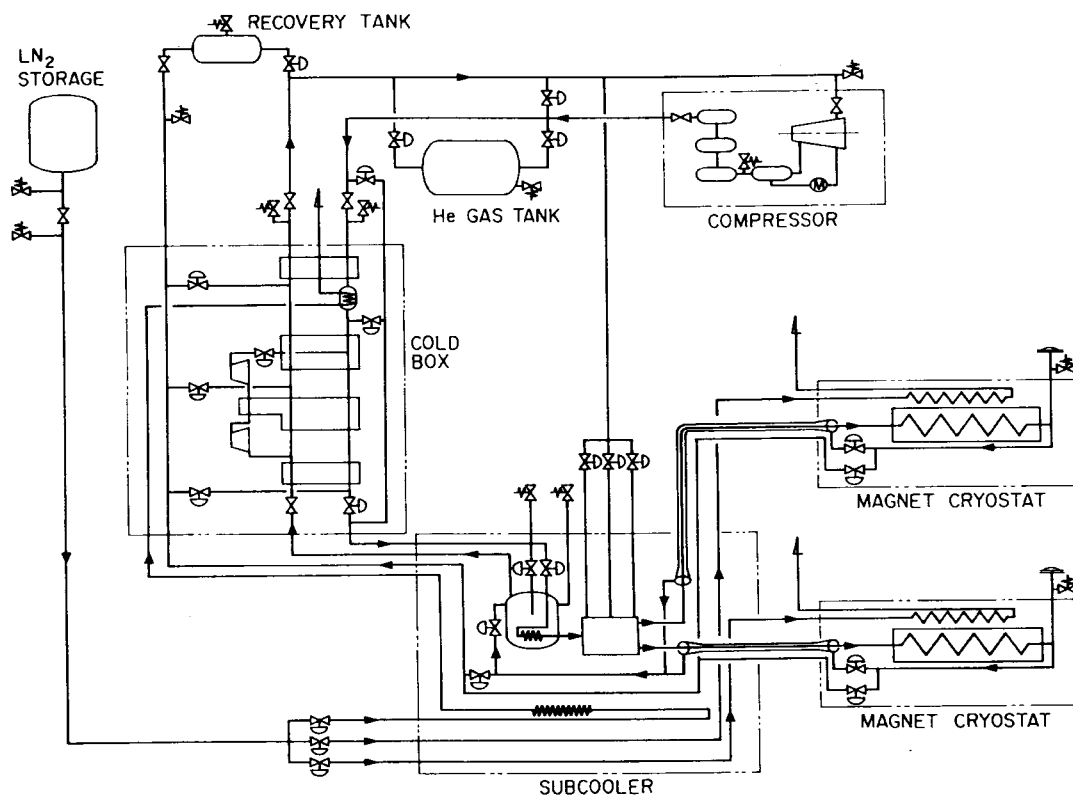 RECOVERY TANK
LN2
STORAGE
He GAS TANK
M
COMPRESSOR
COLD
BOX
MAGNET CRYOSTAT
MAGNET CRYOSTAT
SUBCOOLER